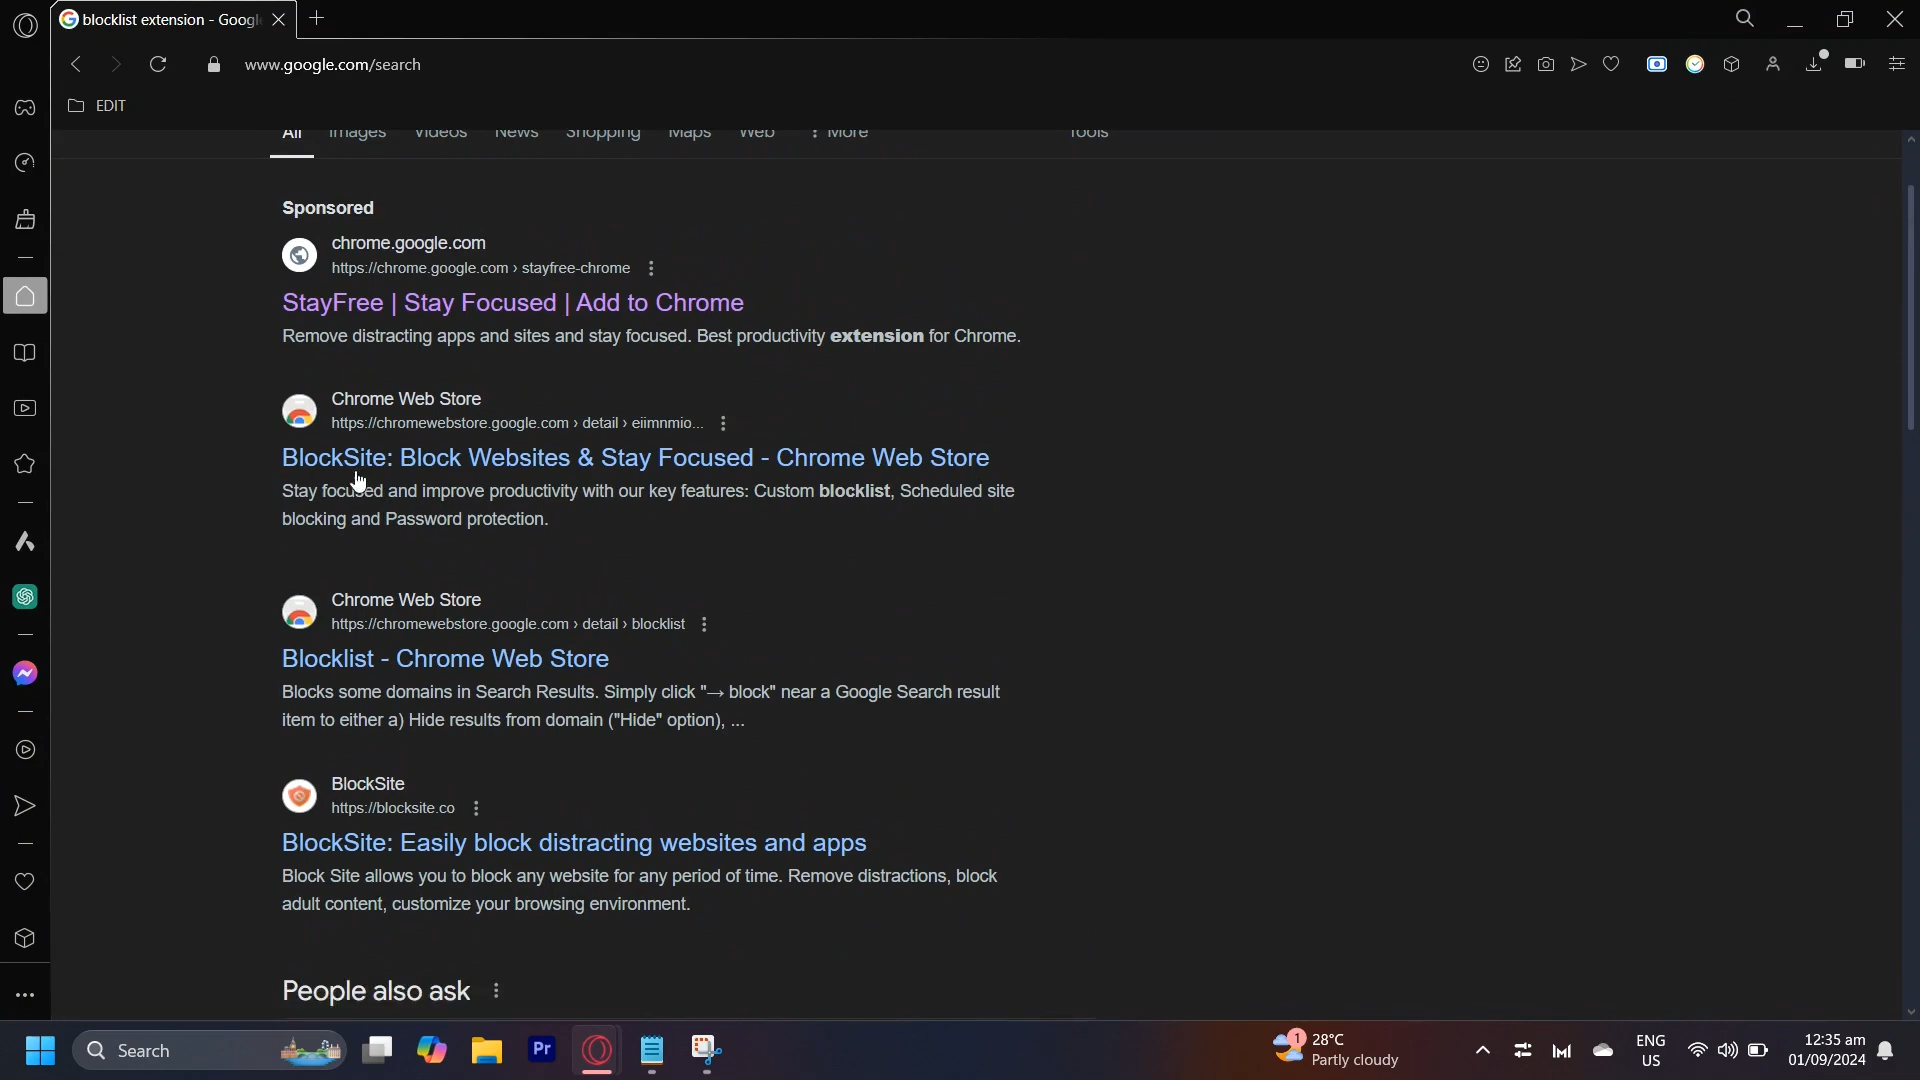 blocklist extension - Googl
www.google.com/search
EDIT
All Images Videos News Shopping Maps Web More Tools
Sponsored
chrome.google.com
https://chrome.google.com › stayfree-chrome
StayFree | Stay Focused | Add to Chrome
Remove distracting apps and sites and stay focused. Best productivity extension for Chrome.
Chrome Web Store
https://chromewebstore.google.com › detail › eiimnmio...
BlockSite: Block Websites & Stay Focused - Chrome Web Store
Stay focused and improve productivity with our key features: Custom blocklist, Scheduled site
blocking and Password protection.
Chrome Web Store
https://chromewebstore.google.com › detail › blocklist
Blocklist - Chrome Web Store
Blocks some domains in Search Results. Simply click "→ block" near a Google Search result
item to either a) Hide results from domain ("Hide" option), ...
BlockSite
https://blocksite.co
BlockSite: Easily block distracting websites and apps
Block Site allows you to block any website for any period of time. Remove distractions, block
adult content, customize your browsing environment.
People also ask
Search
Pr
1
28°C
Partly cloudy
ENG
US
12:35 am
01/09/2024